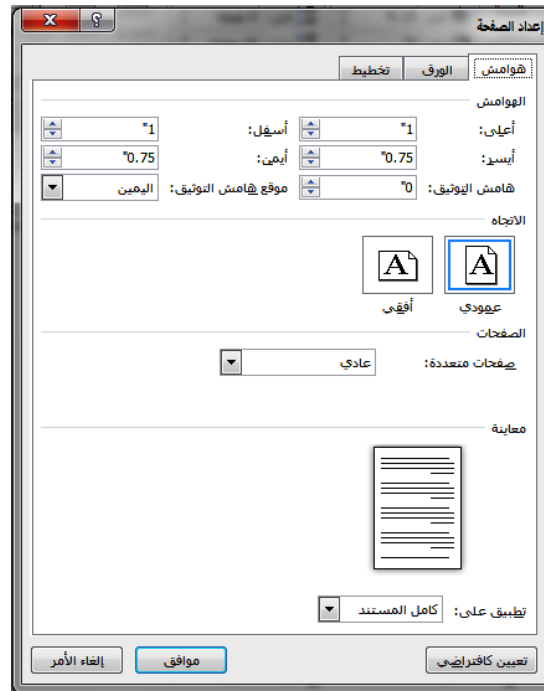 إعداد الصفحة
هوامش الورق تخطيط
الهوامش
أعلى: 1" أسفل: 1"
أيسر: 0.75" أيمن: 0.75"
هامش التوثيق: 0" موقع هامش التوثيق: اليمين
الاتجاه
A A
عمودي أفقي
الصفحات
صفحات متعددة: عادي
معاينة
تطبيق على: كامل المستند
تعيين كافتراضي موافق إلغاء الأمر